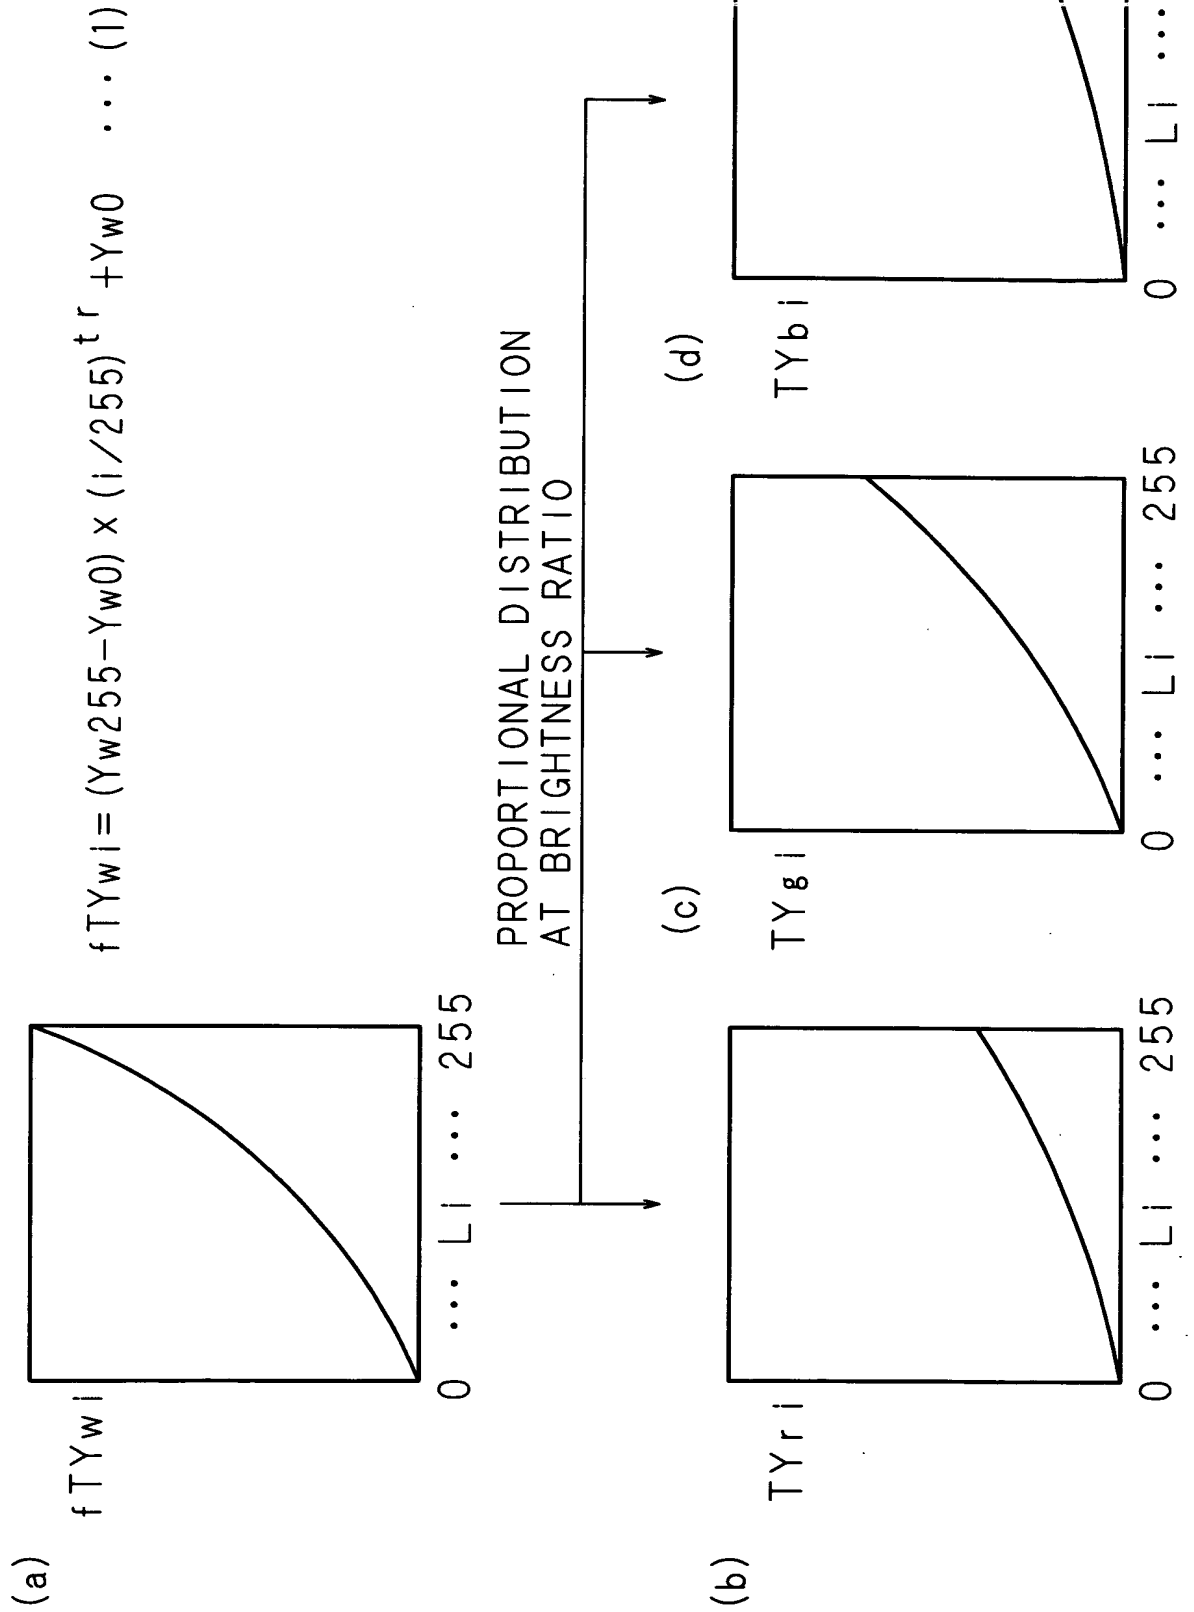 (a)
fTYwi
fTYwi=(Yw255−Yw0)×(i/255)^tr+Yw0 ··· (1)
0 ··· Li ··· 255
PROPORTIONAL DISTRIBUTION
AT BRIGHTNESS RATIO
(b)
TYri
0 ··· Li ··· 255
(c)
TYgi
0 ··· Li ··· 255
(d)
TYbi
0 ··· Li ···